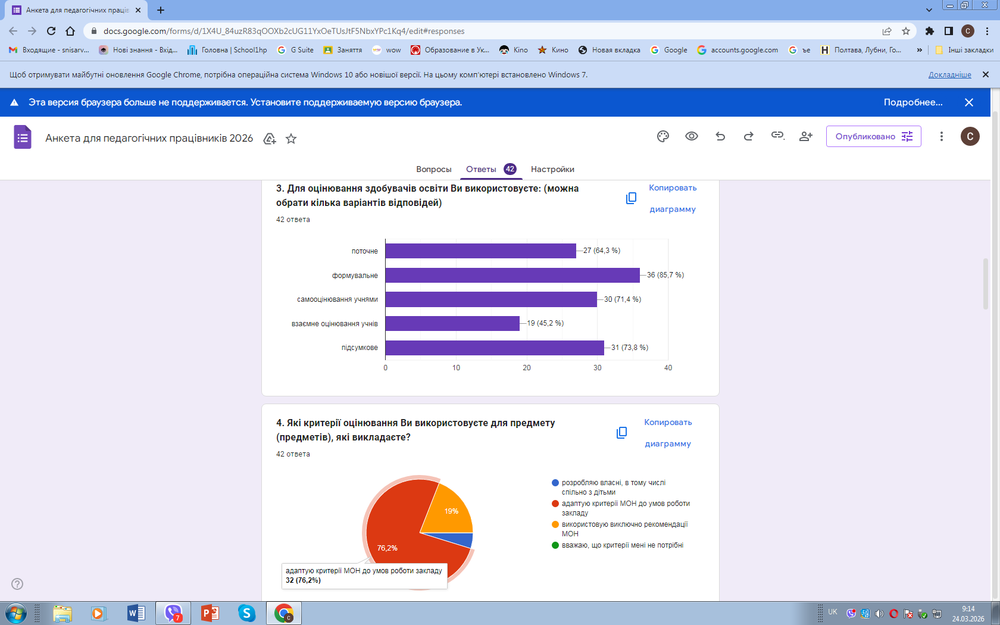 Анкета для педагогічних праців
docs.google.com/forms/d/1X4U_84uzR83qOOXb2cUG11YxOeTUsJtF5NbxYPc1Kq4/edit#responses
C
Входящие - snisarv...
Нові знання - Вхід...
Головна | School1hp
G Suite
Заняття
wow
Образование в Ук...
Kino
Кино
Новая вкладка
Google
accounts.google.com
ъе
Полтава, Лубни, Го...
»
Інші закладки
Щоб отримувати майбутні оновлення Google Chrome, потрібна операційна система Windows 10 або новішої версії. На цьому комп’ютері встановлено Windows 7.
Докладніше
Эта версия браузера больше не поддерживается. Установите поддерживаемую версию браузера.
Подробнее...
Анкета для педагогічних працівників 2026
Опубликовано
C
Вопросы
Ответы 42
Настройки
3. Для оцінювання здобувачів освіти Ви використовуєте: (можна
обрати кілька варіантів відповідей)
Копировать
диаграмму
42 ответа
поточне
27 (64,3 %)
формувальне
36 (85,7 %)
самооцінювання учнями
30 (71,4 %)
взаємне оцінювання учнів
19 (45,2 %)
підсумкове
31 (73,8 %)
0 10 20 30 40
4. Які критерії оцінювання Ви використовуєте для предмету
(предметів), які викладаєте?
Копировать
диаграмму
42 ответа
19%
76,2%
адаптую критерії МОН до умов роботи закладу
32 (76,2%)
розробляю власні, в тому числі
спільно з дітьми
адаптую критерії МОН до умов роботи
закладу
використовую виключно рекомендації
МОН
вважаю, що критерії мені не потрібні
7
UK
9:14
24.03.2026